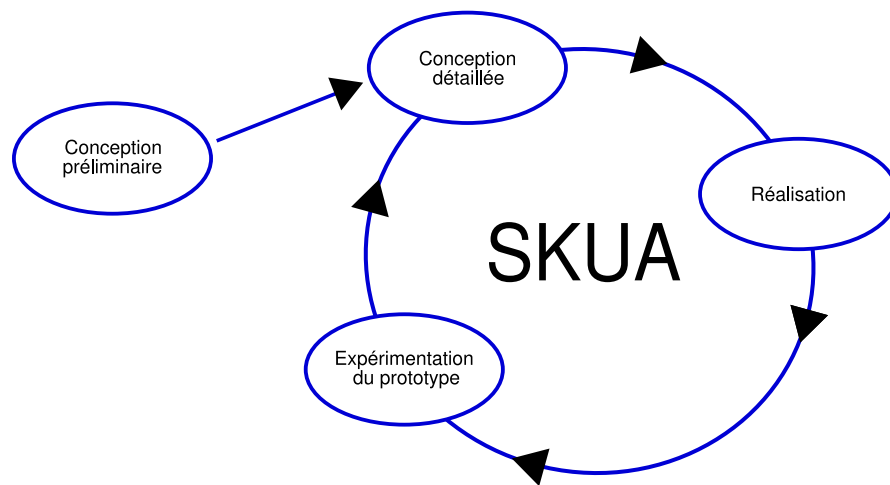 Conception
détaillée
Conception
préliminaire
Réalisation
SKUA
Expérimentation
du prototype